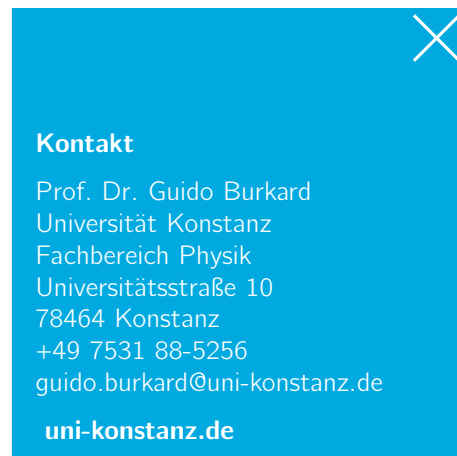 Kontakt
Prof. Dr. Guido Burkard
Universität Konstanz
Fachbereich Physik
Universitätsstraße 10
78464 Konstanz
+49 7531 88-5256
guido.burkard@uni-konstanz.de
uni-konstanz.de